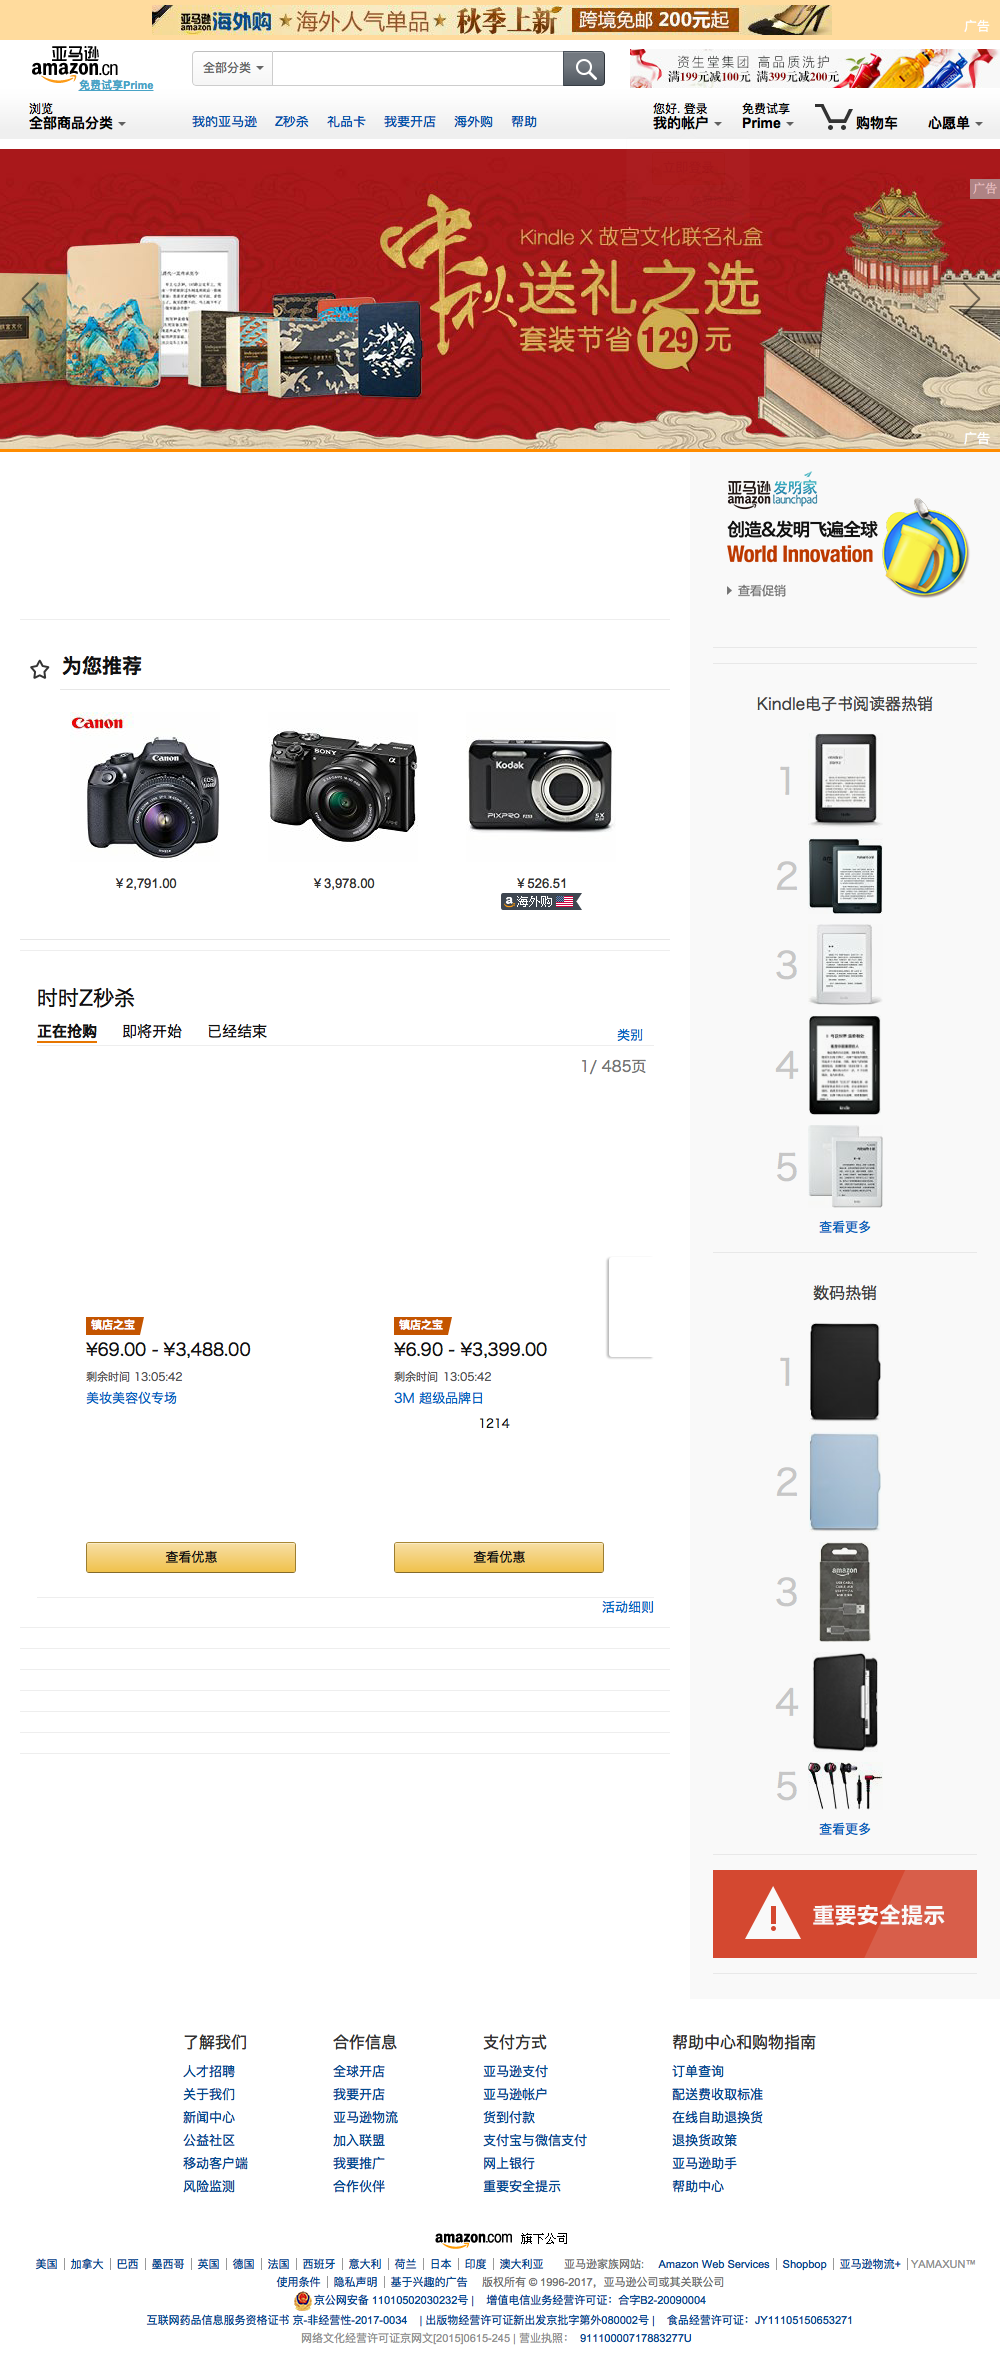 亚马逊 amazon 海外购 ★ 海外人气单品 ★ 秋季上新 跨境免邮 200元起
广告
亚马逊
amazon.cn
免费试享Prime
全部分类
资生堂集团 高品质洗护
满199元减100元 满399元减200元
浏览
全部商品分类
我的亚马逊 Z秒杀 礼品卡 我要开店 海外购 帮助
您好, 登录
我的帐户
免费试享
Prime
购物车
心愿单
广告
中秋
Kindle X 故宫文化联名礼盒
送礼之选
套装节省129元
广告
亚马逊 发明家
amazon launchpad
创造&发明飞遍全球
World Innovation
查看促销
为您推荐
Canon
Canon
SONY
Kodak
PIXPRO
5X
￥2,791.00
￥3,978.00
￥526.51
a 海外购
Kindle电子书阅读器热销
1
2
3
4
5
查看更多
时时Z秒杀
正在抢购 即将开始 已经结束
类别
1/ 485页
镇店之宝
¥69.00 - ¥3,488.00
剩余时间 13:05:42
美妆美容仪专场
查看优惠
镇店之宝
¥6.90 - ¥3,399.00
剩余时间 13:05:42
3M 超级品牌日
1214
查看优惠
活动细则
数码热销
1
2
3
amazon
4
5
查看更多
重要安全提示
了解我们
人才招聘
关于我们
新闻中心
公益社区
移动客户端
风险监测
合作信息
全球开店
我要开店
亚马逊物流
加入联盟
我要推广
合作伙伴
支付方式
亚马逊支付
亚马逊帐户
货到付款
支付宝与微信支付
网上银行
重要安全提示
帮助中心和购物指南
订单查询
配送费收取标准
在线自助退换货
退换货政策
亚马逊助手
帮助中心
amazon.com 旗下公司
美国 | 加拿大 | 巴西 | 墨西哥 | 英国 | 德国 | 法国 | 西班牙 | 意大利 | 荷兰 | 日本 | 印度 | 澳大利亚 亚马逊家族网站: Amazon Web Services | Shopbop | 亚马逊物流+ | YAMAXUN™
使用条件 | 隐私声明 | 基于兴趣的广告 版权所有 © 1996-2017, 亚马逊公司或其关联公司
京公网安备 11010502030232号 | 增值电信业务经营许可证：合字B2-20090004
互联网药品信息服务资格证书 京-非经营性-2017-0034 | 出版物经营许可证新出发京批字第外080002号 | 食品经营许可证：JY11105150653271
网络文化经营许可证京网文[2015]0615-245 | 营业执照： 91110000717883277U